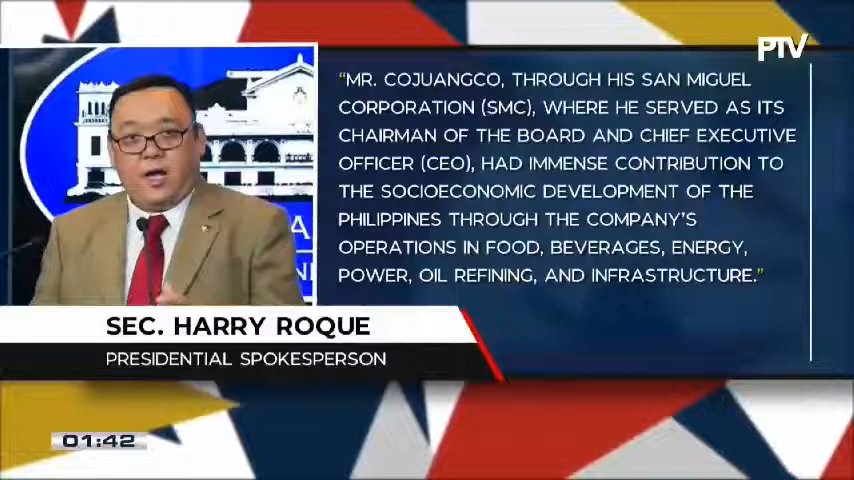 PTV
“MR. COJUANGCO, THROUGH HIS SAN MIGUEL
CORPORATION (SMC), WHERE HE SERVED AS ITS
CHAIRMAN OF THE BOARD AND CHIEF EXECUTIVE
OFFICER (CEO), HAD IMMENSE CONTRIBUTION TO
THE SOCIOECONOMIC DEVELOPMENT OF THE
PHILIPPINES THROUGH THE COMPANY’S
OPERATIONS IN FOOD, BEVERAGES, ENERGY,
POWER, OIL REFINING, AND INFRASTRUCTURE.”
SEC. HARRY ROQUE
PRESIDENTIAL SPOKESPERSON
01:42